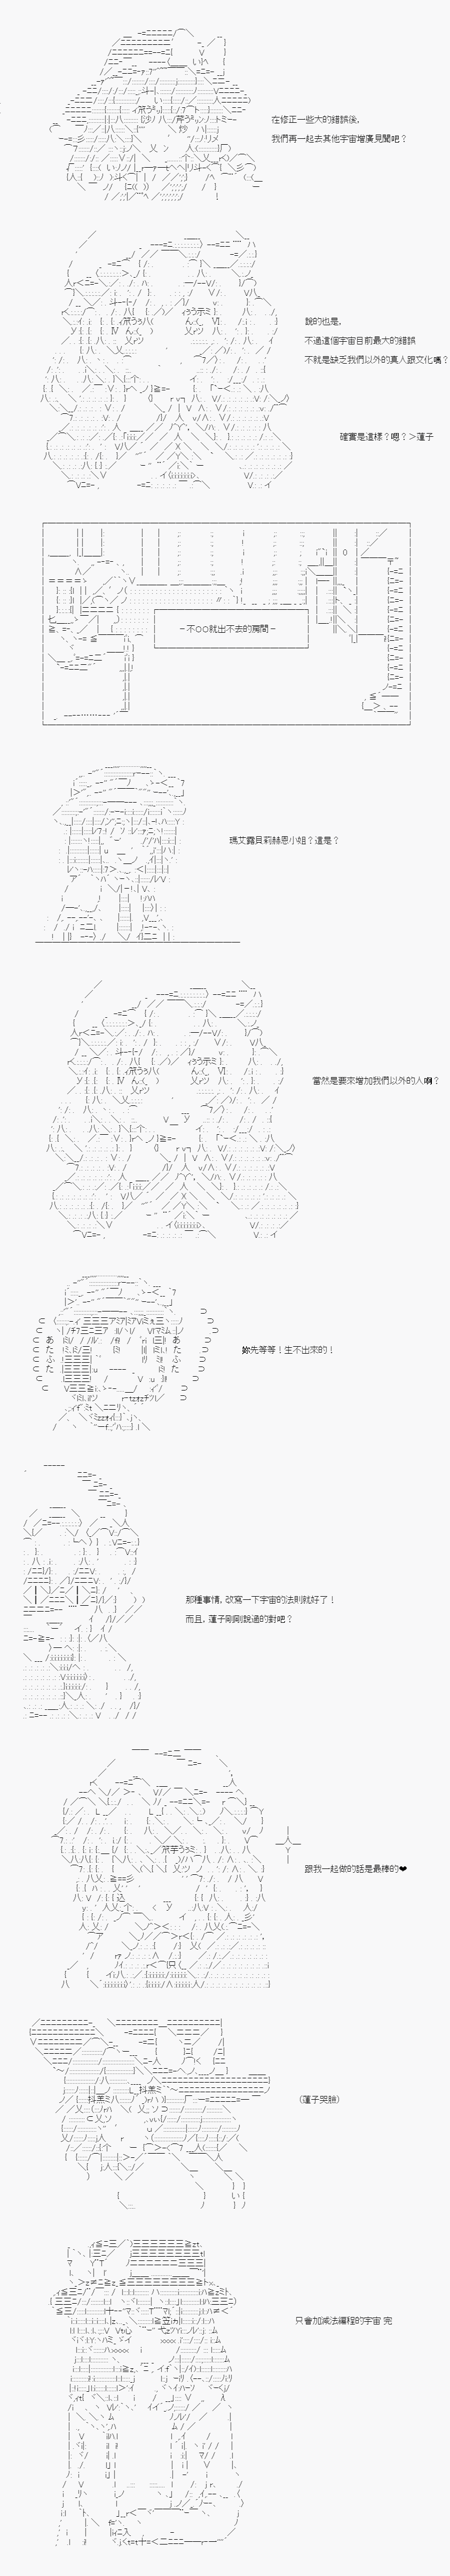 在修正一些大的錯誤後,
我們再一起去其他宇宙增廣見聞吧?
說的也是,
不過這個宇宙目前最大的錯誤
不就是缺乏我們以外的真人跟文化嗎?
確實是這樣?嗯?>蓮子
-不〇〇就出不去的房間-
瑪艾露貝莉赫恩小姐?這是?
當然是要來增加我們以外的人啊?
妳先等等!生不出來的!
那種事情,改寫一下宇宙的法則就好了!
而且,蓮子剛剛說過的對吧?
跟我一起做的話是最棒的❤
(蓮子哭臉)
只會加減法編程的宇宙 完